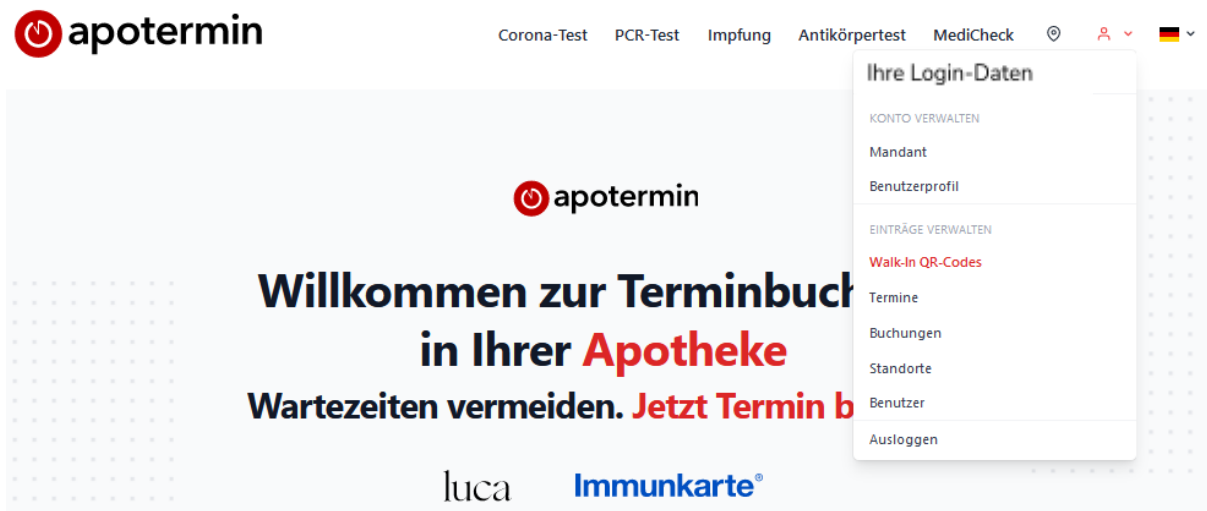 apotermin
Corona-Test PCR-Test Impfung Antikörpertest MediCheck
Ihre Login-Daten
KONTO VERWALTEN
Mandant
Benutzerprofil
EINTRÄGE VERWALTEN
Walk-In QR-Codes
Termine
Buchungen
Standorte
Benutzer
Ausloggen
apotermin
Willkommen zur Terminbuch
in Ihrer Apotheke
Wartezeiten vermeiden. Jetzt Termin b
luca Immunkarte®